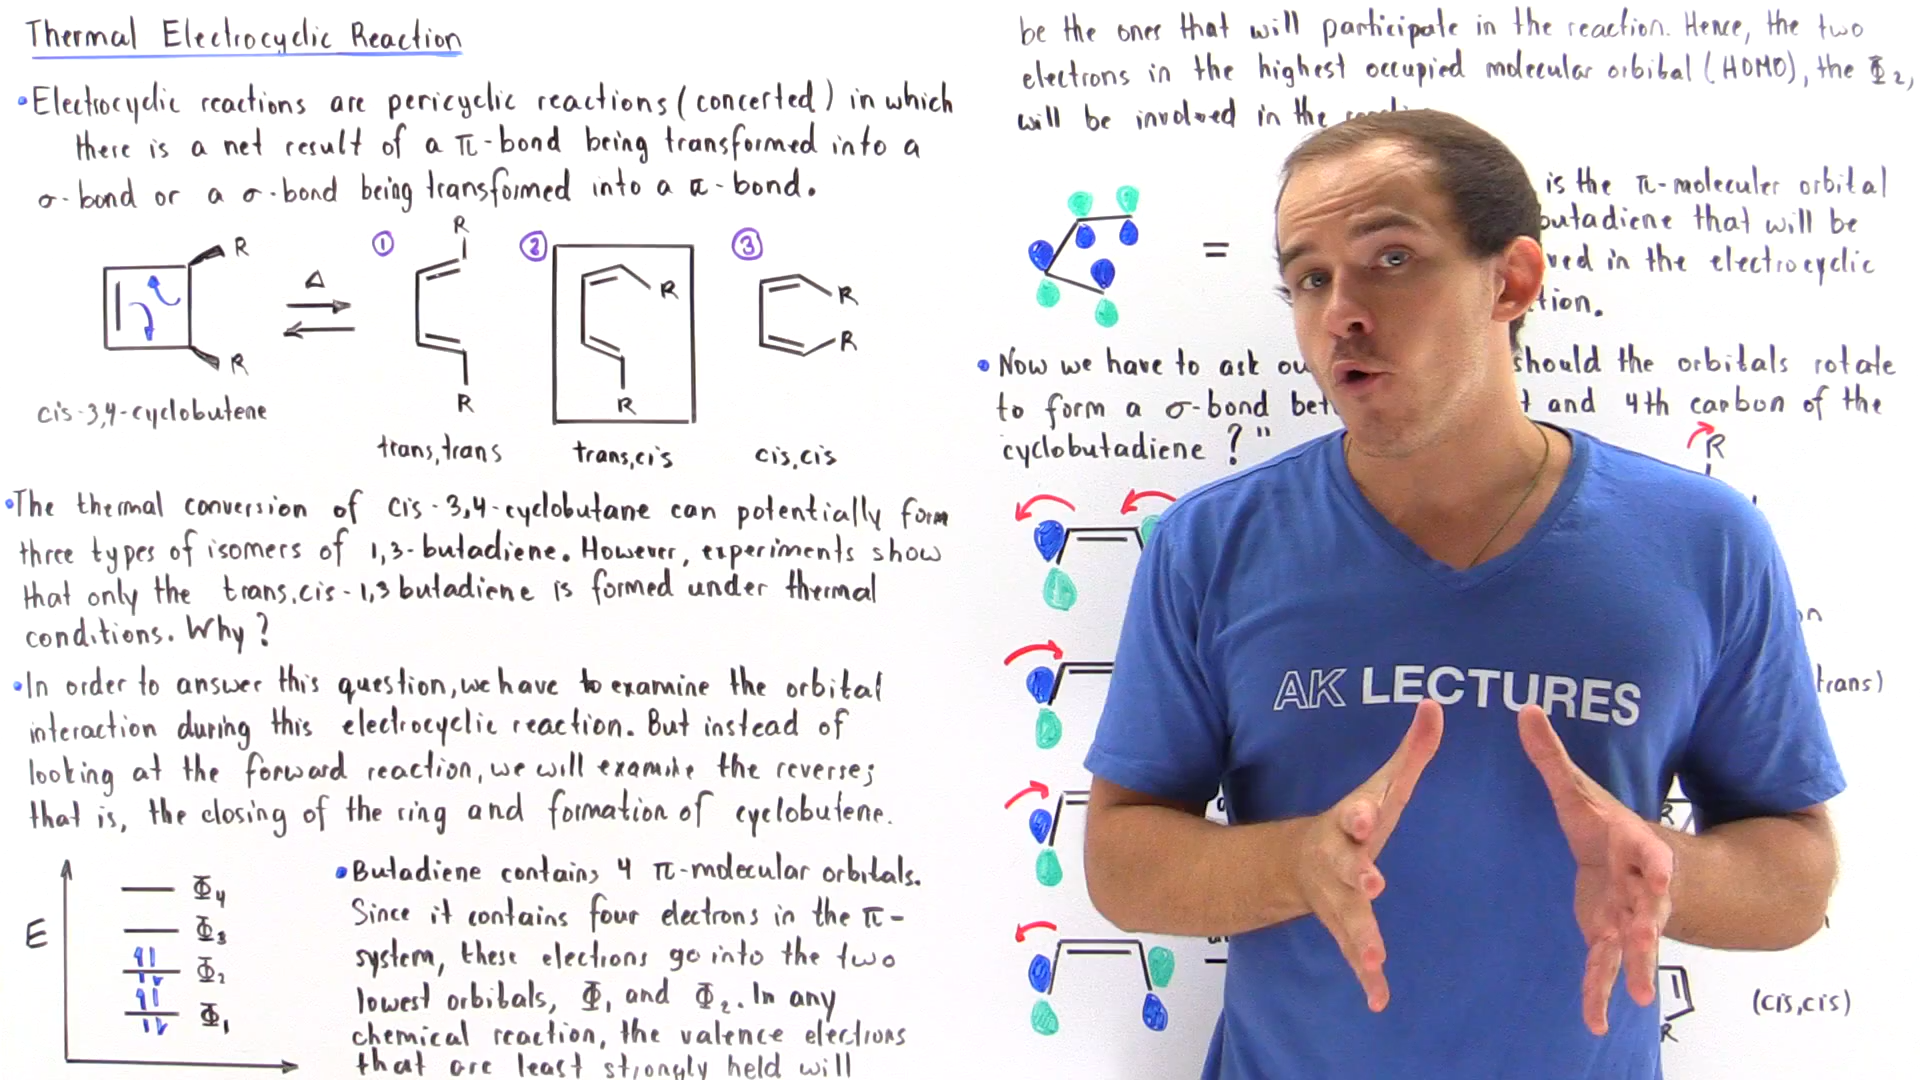 Thermal Electrocyclic Reaction
• Electrocyclic reactions are pericyclic reactions (concerted) in which
there is a net result of a π-bond being transformed into a
σ-bond or a σ-bond being transformed into a π-bond.
R
R
cis-3,4-cyclobutene
Δ
①
R
R
trans,trans
②
R
R
trans,cis
③
R
R
cis,cis
• The thermal conversion of cis-3,4-cyclobutane can potentially form
three types of isomers of 1,3-butadiene. However, experiments show
that only the trans,cis-1,3 butadiene is formed under thermal
conditions. Why?
• In order to answer this question, we have to examine the orbital
interaction during this electrocyclic reaction. But instead of
looking at the forward reaction, we will examine the reverse;
that is, the closing of the ring and formation of cyclobutene.
E
Φ4
Φ3
Φ2
Φ1
• Butadiene contains 4 π-molecular orbitals.
Since it contains four electrons in the π-
system, these elections go into the two
lowest orbitals, Φ1 and Φ2. In any
chemical reaction, the valence electrons
that are least strongly held will
be the ones that will participate in the reaction. Hence, the two
electrons in the highest occupied molecular orbital (HOMO), the Φ2,
will be involved in the
=
is the π-moleculer orbital
butadiene that will be
ved in the electrocyclic
tion.
• Now we have to ask ou should the orbitals rotate
to form a σ-bond bet t and 4th carbon of the
cyclobutadiene?"
R
trans)
R
(cis,cis)
R
AK LECTURES